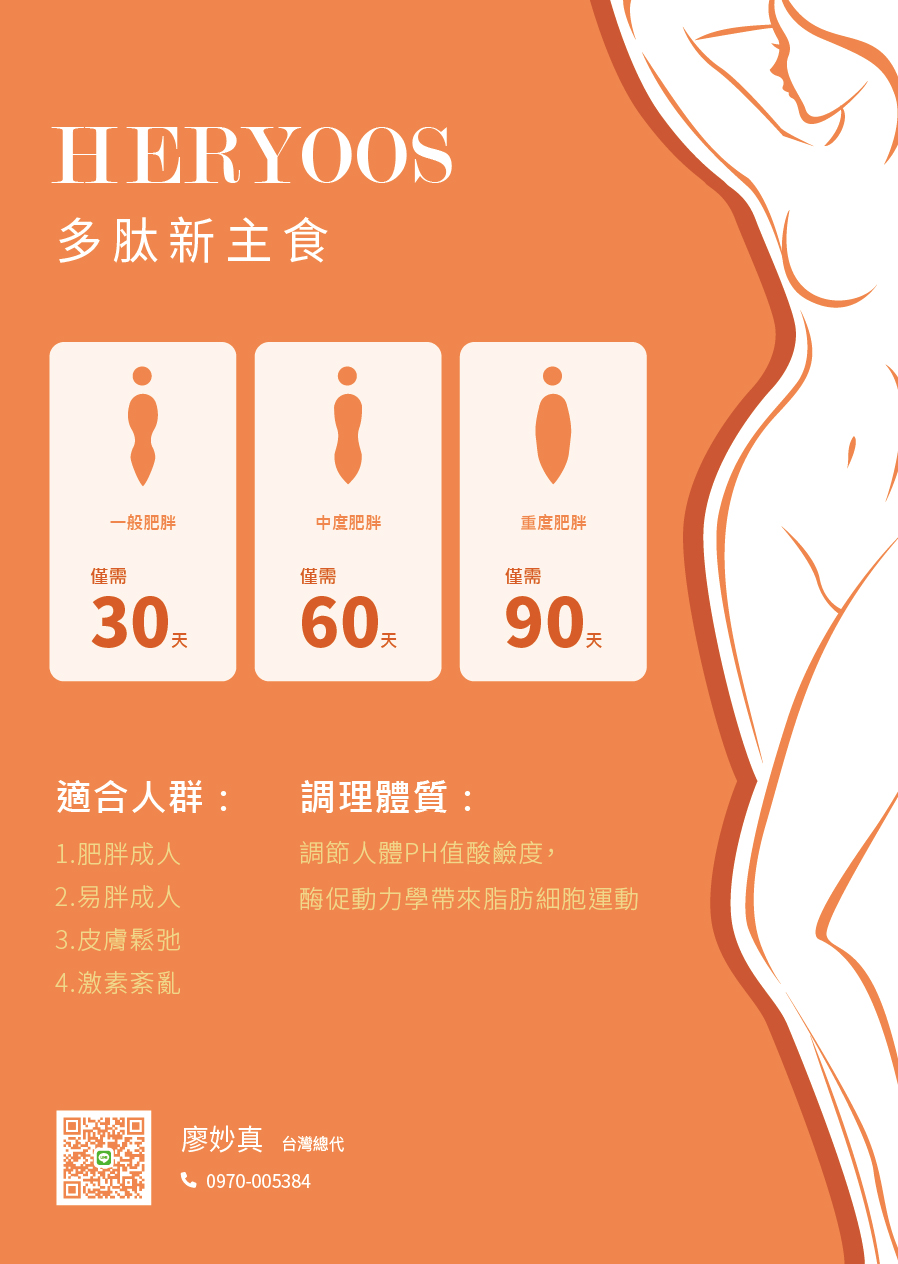 HERYOOS
多肽新主食
一般肥胖
僅需
30天
中度肥胖
僅需
60天
重度肥胖
僅需
90天
適合人群：
1.肥胖成人
2.易胖成人
3.皮膚鬆弛
4.激素紊亂
調理體質：
調節人體PH值酸鹼度，
酶促動力學帶來脂肪細胞運動
廖妙真 台灣總代
0970-005384